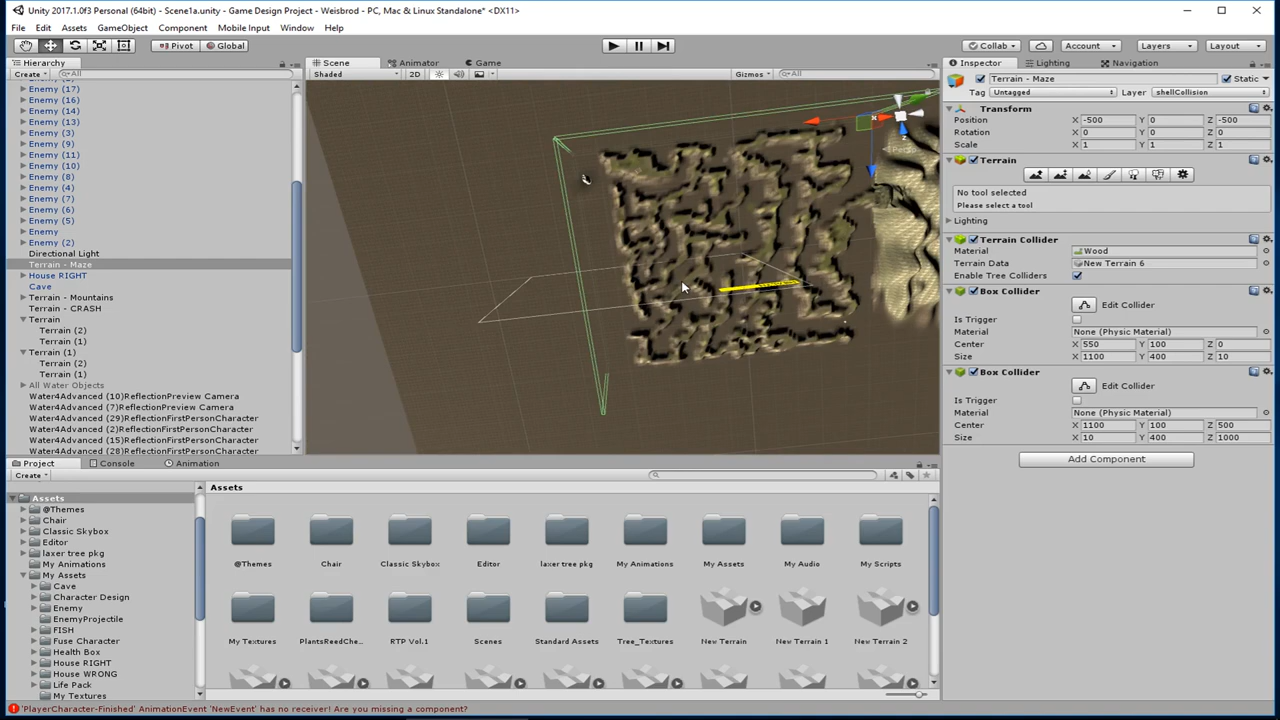 Unity 2017.1.0f3 Personal (64bit) - Scene1a.unity - Game Design Project - Weisbrod - PC, Mac & Linux Standalone* <DX11>
File Edit Assets GameObject Component Mobile Input Window Help
Pivot Global Collab Account Layers Layout
Hierarchy
Create All
Enemy (17)
Enemy (16)
Enemy (14)
Enemy (13)
Enemy (3)
Enemy (9)
Enemy (11)
Enemy (10)
Enemy (8)
Enemy (4)
Enemy (7)
Enemy (6)
Enemy (5)
Enemy
Enemy (2)
Directional Light
Terrain - Maze
House RIGHT
Cave
Terrain - Mountains
Terrain - CRASH
Terrain
Terrain (2)
Terrain (1)
Terrain (1)
Terrain (2)
Terrain (1)
All Water Objects
Water4Advanced (10)ReflectionPreview Camera
Water4Advanced (7)ReflectionPreview Camera
Water4Advanced (29)ReflectionFirstPersonCharacter
Water4Advanced (2)ReflectionFirstPersonCharacter
Water4Advanced (15)ReflectionFirstPersonCharacter
Water4Advanced (28)ReflectionFirstPersonCharacter
Scene Animator Game
Shaded 2D Gizmos All
Inspector Lighting Navigation
Terrain - Maze Static
Tag Untagged Layer shellCollision
Transform
Position X -500 Y 0 Z -500
Rotation X 0 Y 0 Z 0
Scale X 1 Y 1 Z 1
Terrain
No tool selected
Please select a tool
Lighting
Terrain Collider
Material Wood
Terrain Data New Terrain 6
Enable Tree Colliders
Box Collider
Edit Collider
Is Trigger
Material None (Physic Material)
Center X 550 Y 100 Z 0
Size X 1100 Y 400 Z 10
Box Collider
Edit Collider
Is Trigger
Material None (Physic Material)
Center X 1100 Y 100 Z 500
Size X 10 Y 400 Z 1000
Add Component
Project Console Animation
Create
Assets
@Themes
Chair
Classic Skybox
Editor
laxer tree pkg
My Animations
My Assets
Cave
Character Design
Enemy
EnemyProjectile
FISH
Fuse Character
Health Box
House RIGHT
House WRONG
Life Pack
My Textures
Assets
@Themes Chair Classic Skybox Editor laxer tree pkg My Animations My Assets My Audio My Scripts
My Textures PlantsReedChe... RTP Vol.1 Scenes Standard Assets Tree_Textures New Terrain New Terrain 1 New Terrain 2
'PlayerCharacter-Finished' AnimationEvent 'NewEvent' has no receiver! Are you missing a component?